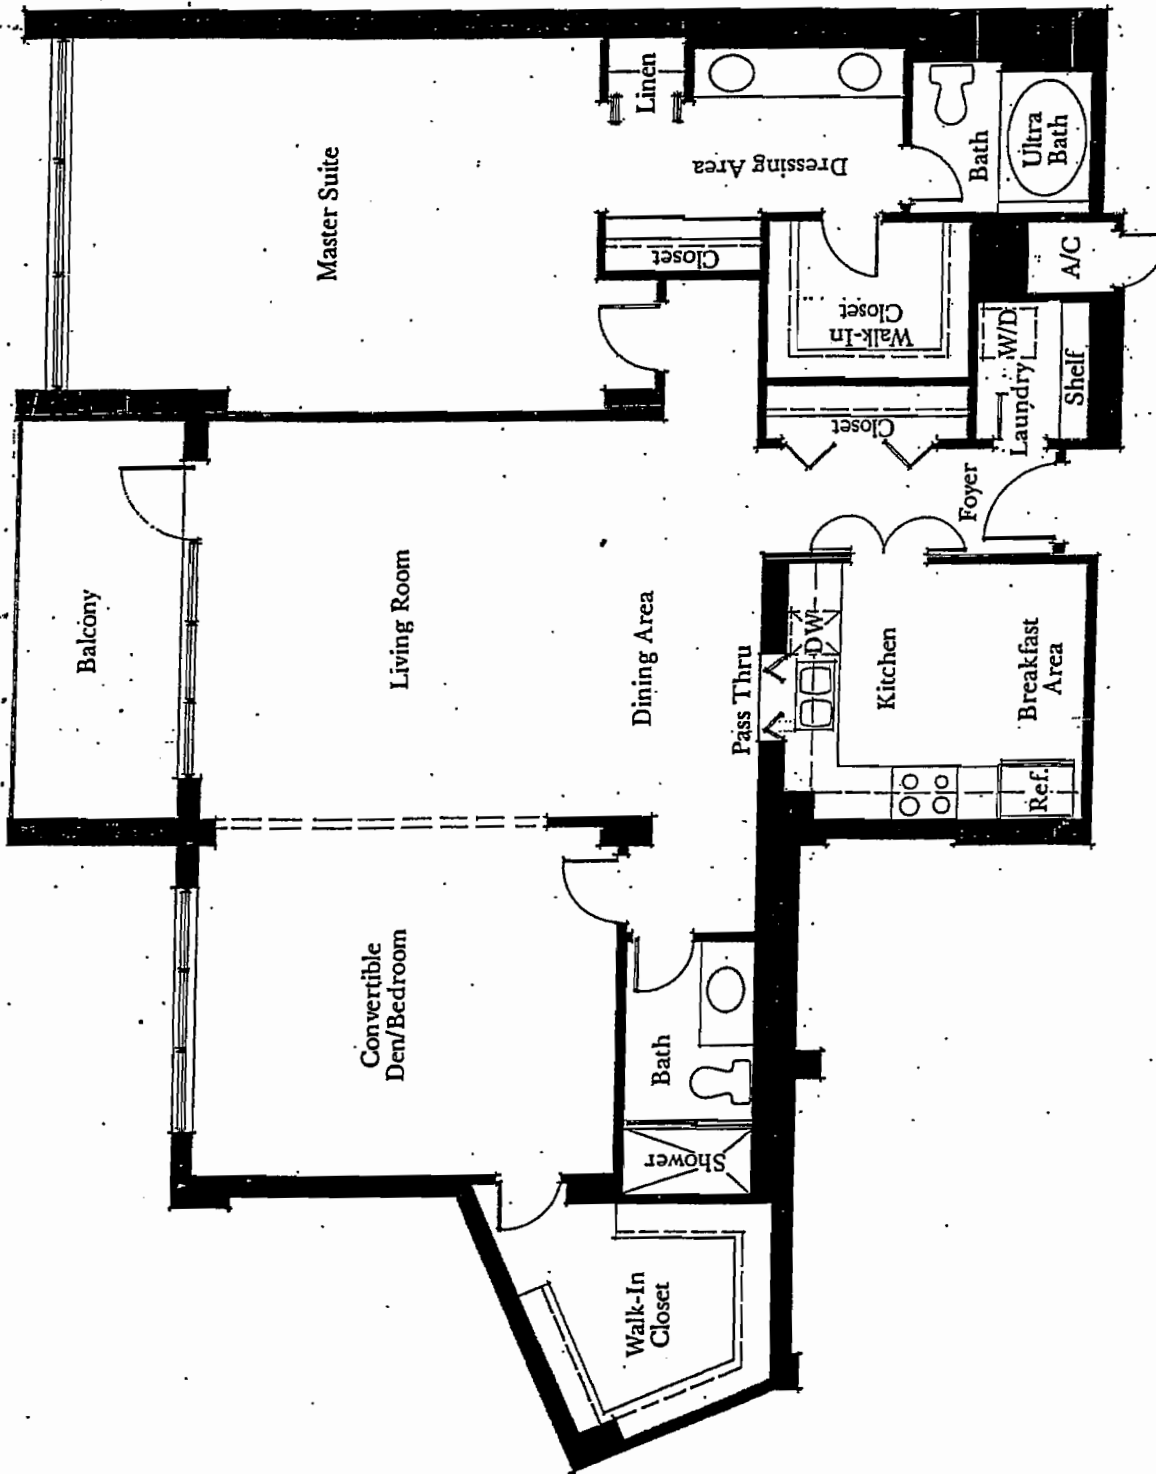 Master Suite
Linen
Dressing Area
Bath
Ultra
Bath
Closet
Walk-In
Closet
A/C
W/D
Laundry
Shelf
Closet
Foyer
Balcony
Living Room
Dining Area
Pass Thru
DW
Kitchen
Breakfast
Area
Ref.
Convertible
Den/Bedroom
Bath
Shower
Walk-In
Closet